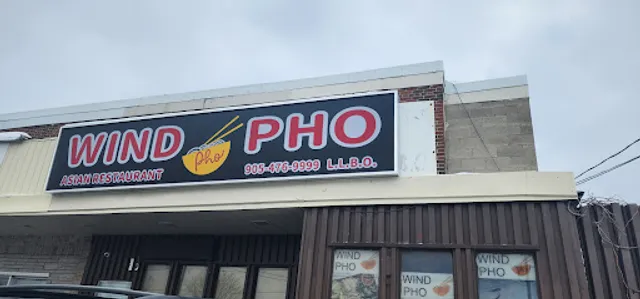 WIND pho PHO
ASIAN RESTAURANT 905-476-9999 L.L.B.O.
WIND
PHO
WIND
PHO
WIND
PHO